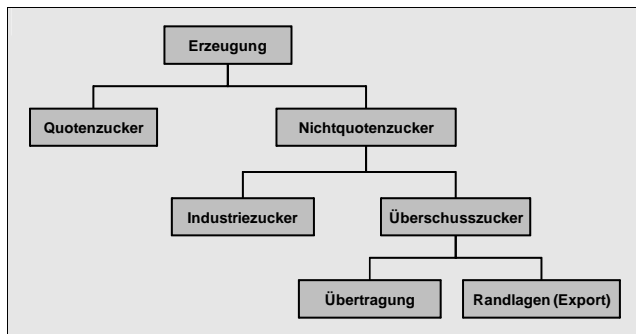 Erzeugung
Quotenzucker
Nichtquotenzucker
Industriezucker
Überschusszucker
Übertragung
Randlagen (Export)